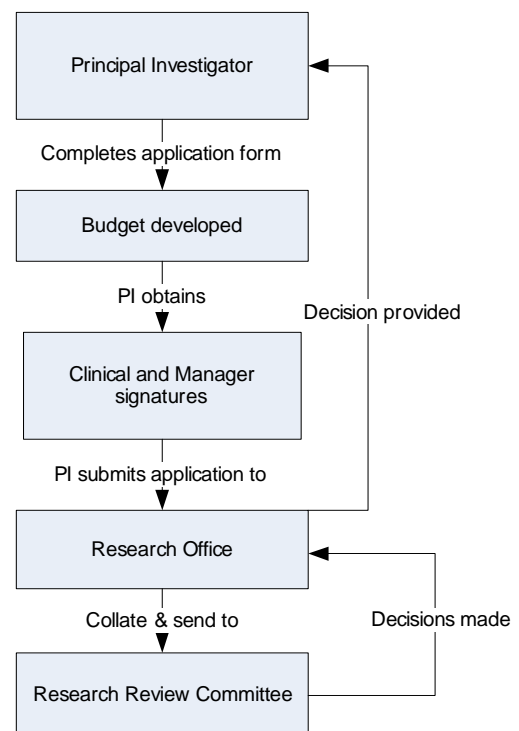 Principal Investigator
Completes application form
Budget developed
PI obtains
Decision provided
Clinical and Manager
signatures
PI submits application to
Research Office
Collate & send to
Decisions made
Research Review Committee